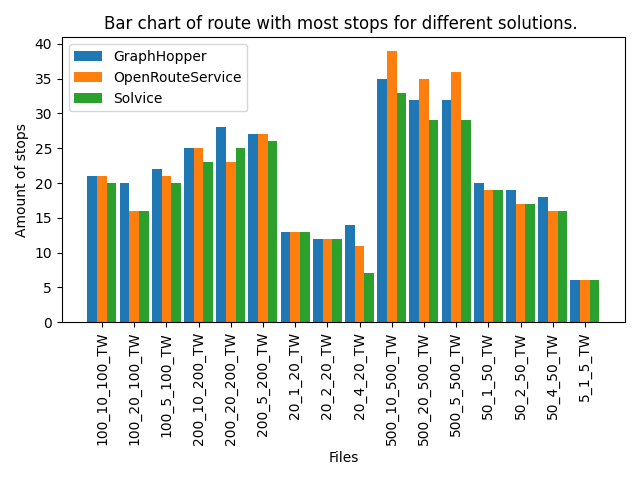 Bar chart of route with most stops for different solutions.
GraphHopper
OpenRouteService
Solvice
Amount of stops
40
35
30
25
20
15
10
5
0
100_10_100_TW
100_20_100_TW
100_5_100_TW
200_10_200_TW
200_20_200_TW
200_5_200_TW
20_1_20_TW
20_2_20_TW
20_4_20_TW
500_10_500_TW
500_20_500_TW
500_5_500_TW
50_1_50_TW
50_2_50_TW
50_4_50_TW
5_1_5_TW
Files